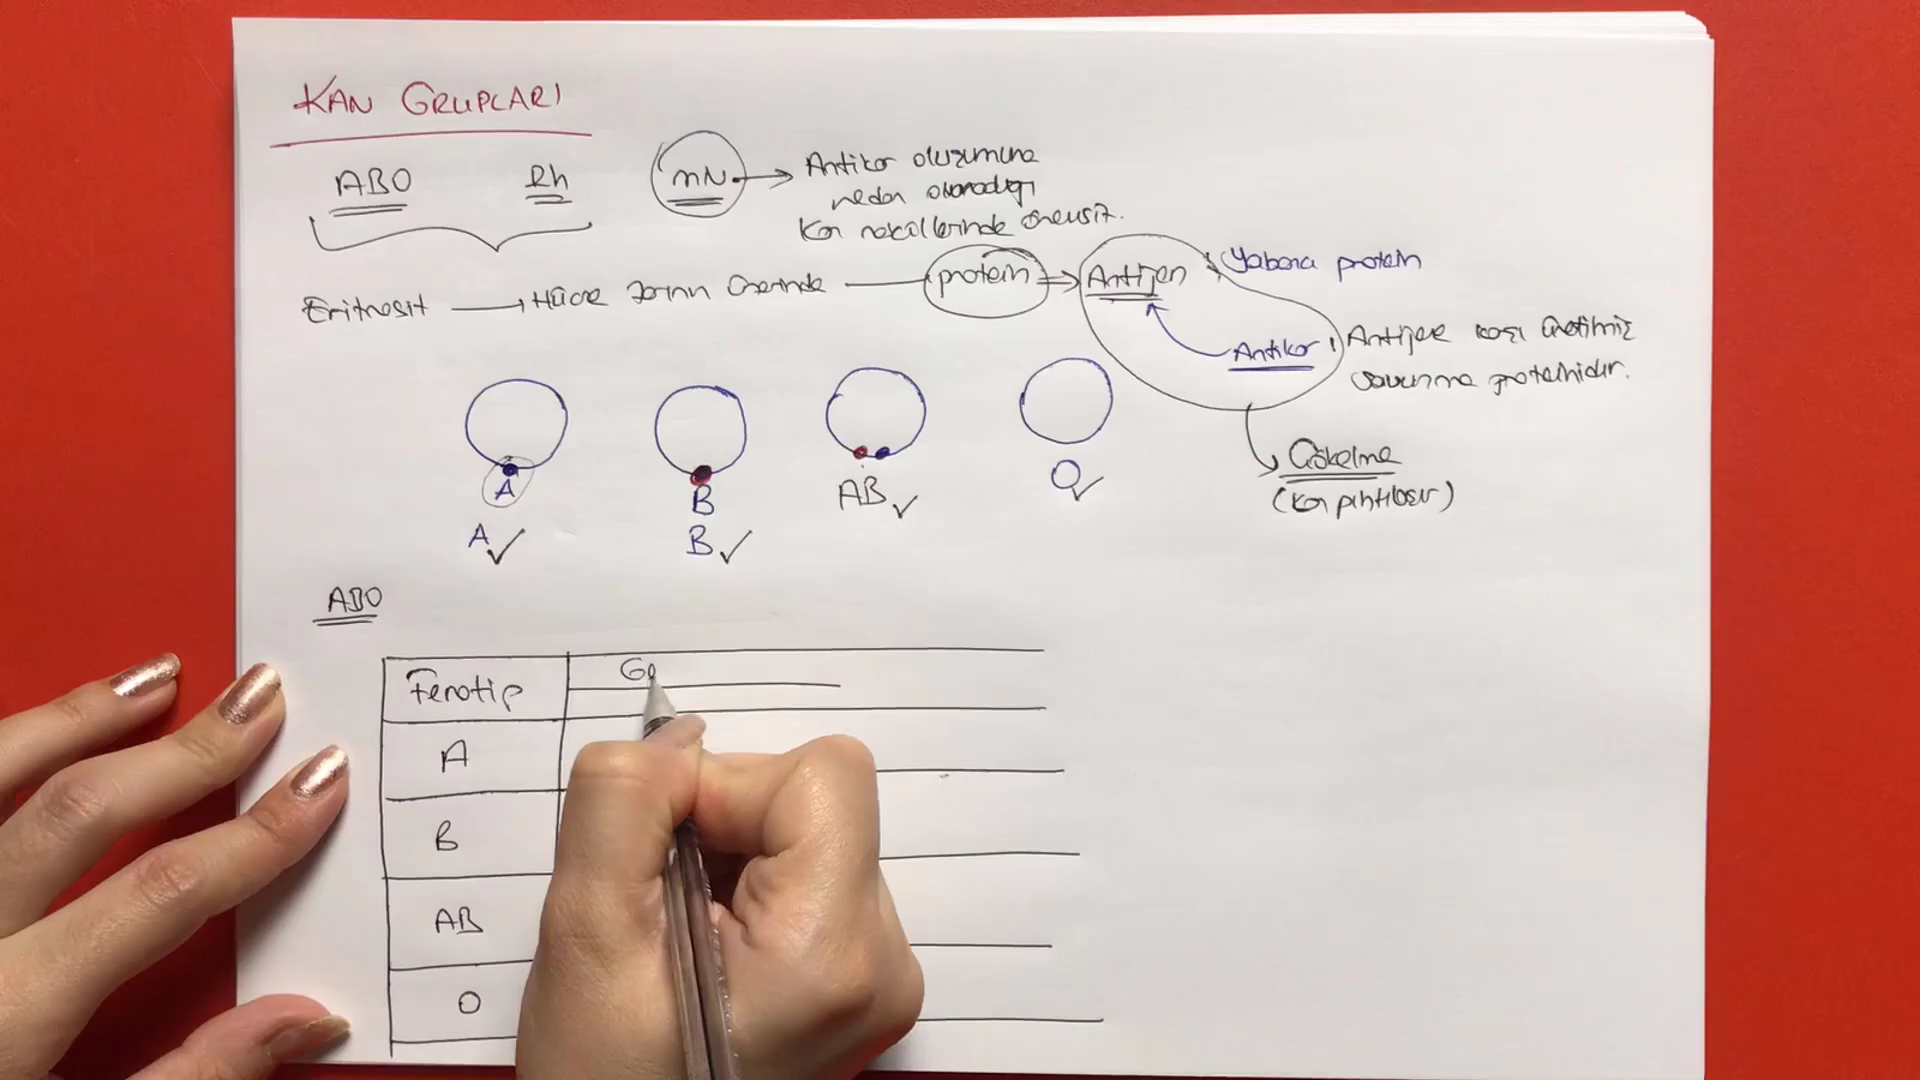 KAN GRUPLARI
ABO Rh MN Antikor oluşumuna
neden olmadığı
Kan nakillerinde önemsiz.
Eritrosit Hücre zarının üzerinde protein Antijen : Yabancı protein
Antikor : Antijene karşı üretilmiş
savunma proteinidir.
Çökelme
(Kan pıhtılaşır)
A B AB O
A B
ABO
Fenotip Ge
A
B
AB
O